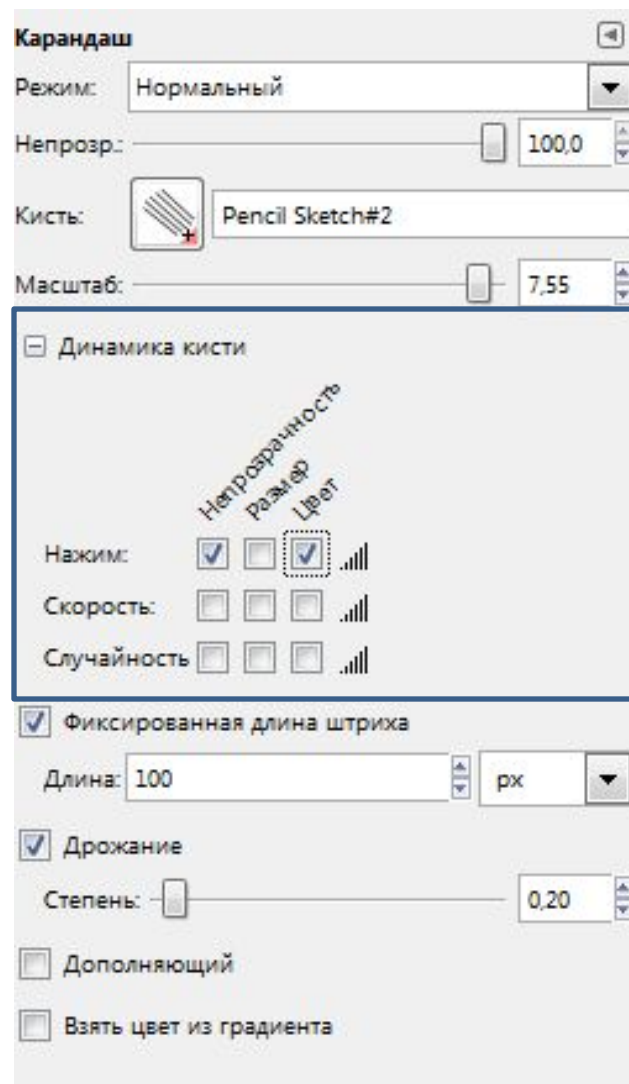 Карандаш
Режим: Нормальный
Непрозр.: 100,0
Кисть: Pencil Sketch#2
Масштаб: 7,55
Динамика кисти
Непрозрачность Размер Цвет
Нажим:
Скорость:
Случайность
Фиксированная длина штриха
Длина: 100 px
Дрожание
Степень: 0,20
Дополняющий
Взять цвет из градиента